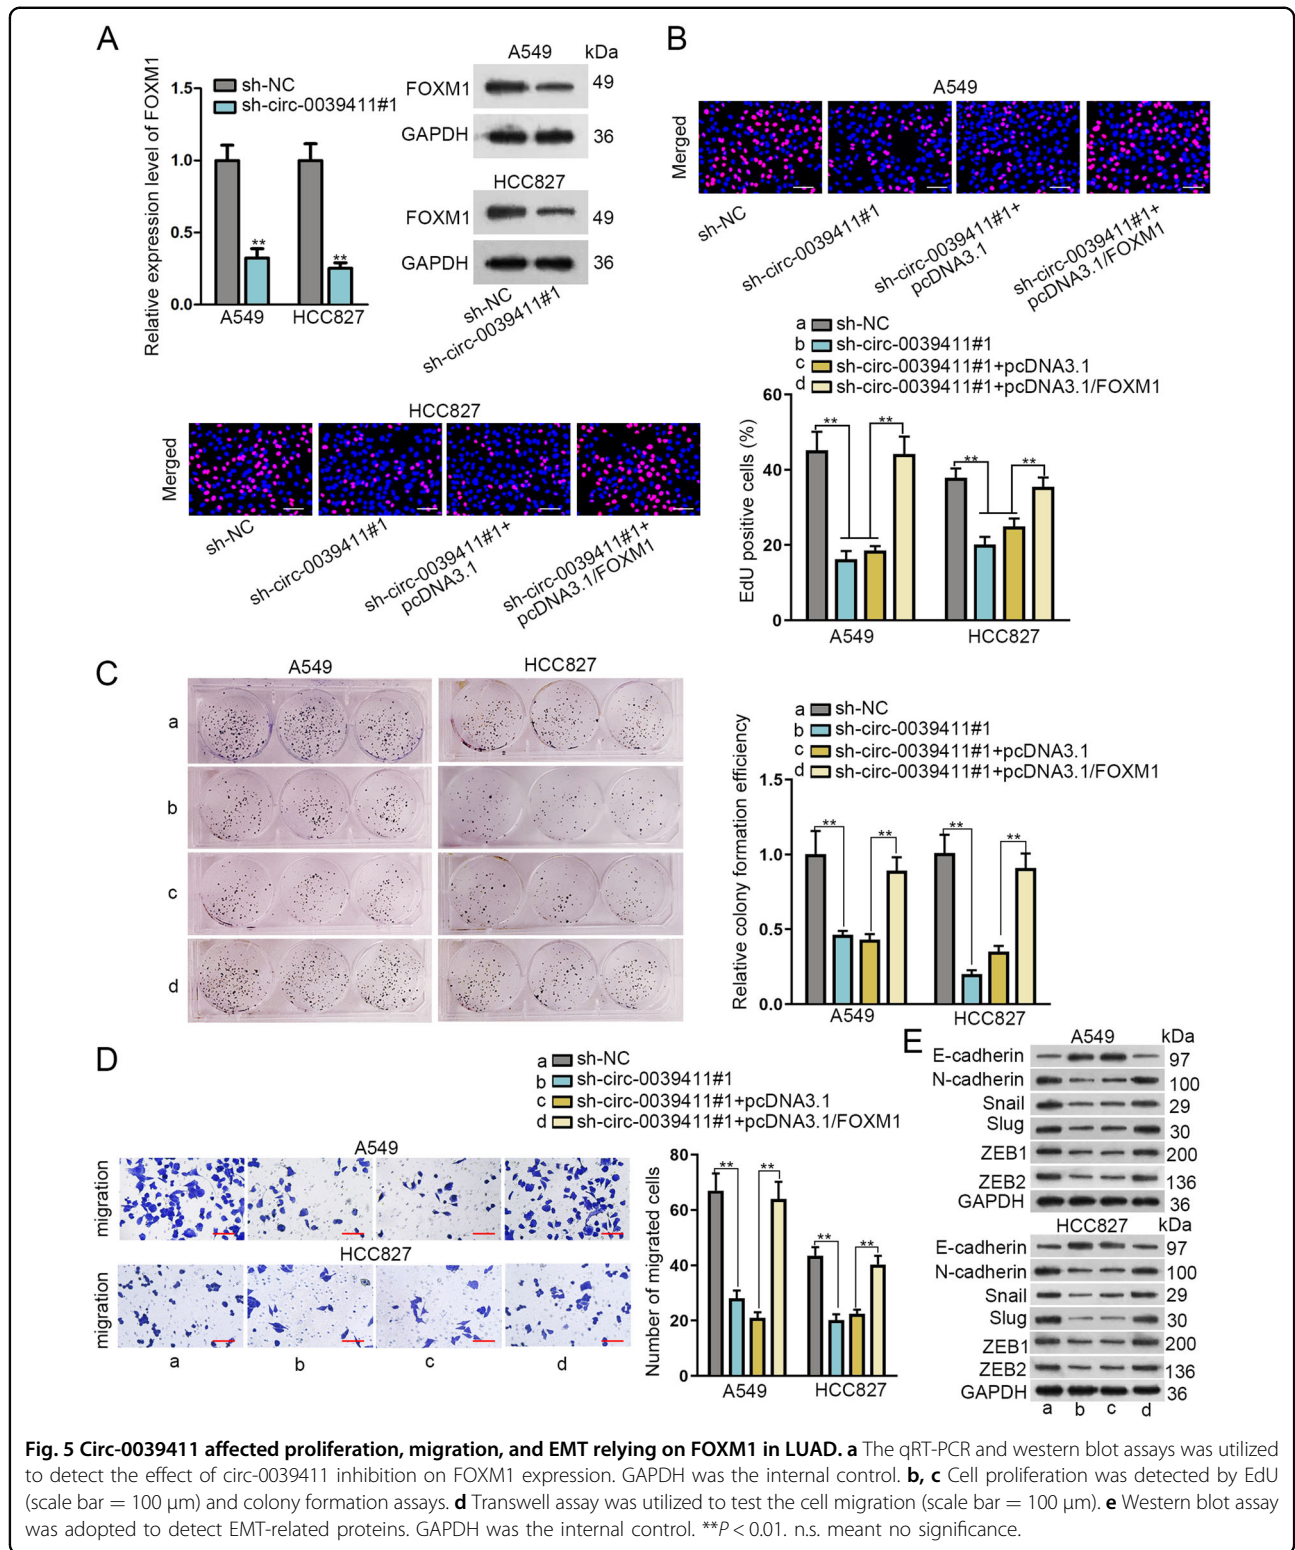 A
Relative expression level of FOXM1
1.5
1.0
0.5
0.0
sh-NC
sh-circ-0039411#1
**
**
A549
HCC827
A549
kDa
FOXM1
49
GAPDH
36
HCC827
FOXM1
49
GAPDH
36
sh-NC
sh-circ-0039411#1
B
A549
Merged
sh-NC
sh-circ-0039411#1
sh-circ-0039411#1+
pcDNA3.1
sh-circ-0039411#1+
pcDNA3.1/FOXM1
HCC827
Merged
sh-NC
sh-circ-0039411#1
sh-circ-0039411#1+
pcDNA3.1
sh-circ-0039411#1+
pcDNA3.1/FOXM1
a sh-NC
b sh-circ-0039411#1
c sh-circ-0039411#1+pcDNA3.1
d sh-circ-0039411#1+pcDNA3.1/FOXM1
EdU positive cells (%)
60
40
20
0
**
**
**
**
A549
HCC827
C
A549
HCC827
a
b
c
d
a sh-NC
b sh-circ-0039411#1
c sh-circ-0039411#1+pcDNA3.1
d sh-circ-0039411#1+pcDNA3.1/FOXM1
Relative colony formation efficiency
1.5
1.0
0.5
0.0
**
**
**
**
A549
HCC827
D
a sh-NC
b sh-circ-0039411#1
c sh-circ-0039411#1+pcDNA3.1
d sh-circ-0039411#1+pcDNA3.1/FOXM1
A549
migration
HCC827
migration
a
b
c
d
Number of migrated cells
80
60
40
20
0
**
**
**
**
A549
HCC827
E
A549
kDa
E-cadherin
97
N-cadherin
100
Snail
29
Slug
30
ZEB1
200
ZEB2
136
GAPDH
36
HCC827
kDa
E-cadherin
97
N-cadherin
100
Snail
29
Slug
30
ZEB1
200
ZEB2
136
GAPDH
36
a b c d
Fig. 5 Circ-0039411 affected proliferation, migration, and EMT relying on FOXM1 in LUAD. a The qRT-PCR and western blot assays was utilized
to detect the effect of circ-0039411 inhibition on FOXM1 expression. GAPDH was the internal control. b, c Cell proliferation was detected by EdU
(scale bar = 100 μm) and colony formation assays. d Transwell assay was utilized to test the cell migration (scale bar = 100 μm). e Western blot assay
was adopted to detect EMT-related proteins. GAPDH was the internal control. **P < 0.01. n.s. meant no significance.